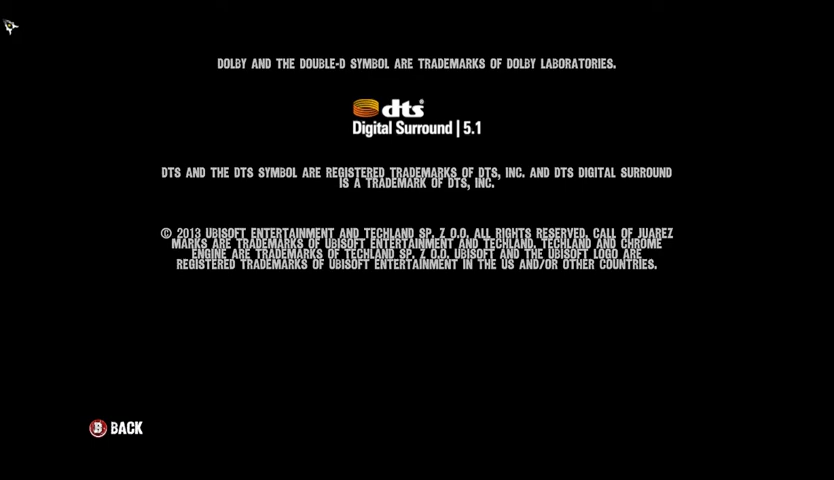 DOLBY AND THE DOUBLE-D SYMBOL ARE TRADEMARKS OF DOLBY LABORATORIES.
dts®
Digital Surround | 5.1
DTS AND THE DTS SYMBOL ARE REGISTERED TRADEMARKS OF DTS, INC. AND DTS DIGITAL SURROUND
IS A TRADEMARK OF DTS, INC.
© 2013 UBISOFT ENTERTAINMENT AND TECHLAND SP. Z O.O. ALL RIGHTS RESERVED. CALL OF JUAREZ
MARKS ARE TRADEMARKS OF UBISOFT ENTERTAINMENT AND TECHLAND. TECHLAND AND CHROME
ENGINE ARE TRADEMARKS OF TECHLAND SP. Z O.O. UBISOFT AND THE UBISOFT LOGO ARE
REGISTERED TRADEMARKS OF UBISOFT ENTERTAINMENT IN THE US AND/OR OTHER COUNTRIES.
B BACK